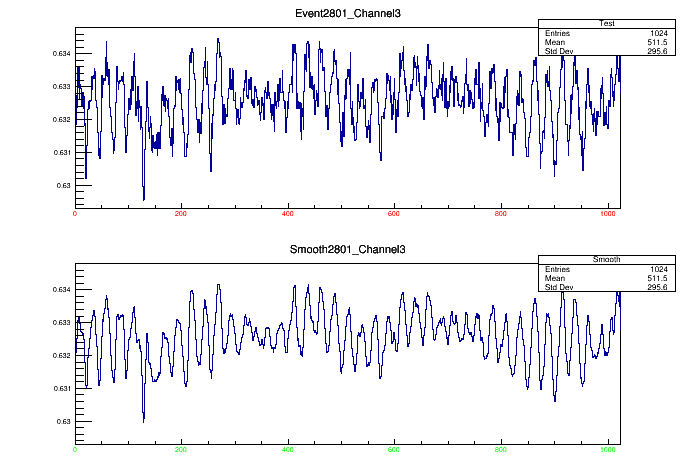 Event2801_Channel3
Test
Entries 1024
Mean 511.5
Std Dev 295.6
0.634
0.633
0.632
0.631
0.63
0 200 400 600 800 1000
Smooth2801_Channel3
Smooth
Entries 1024
Mean 511.5
Std Dev 295.6
0.634
0.633
0.632
0.631
0.63
0 200 400 600 800 1000